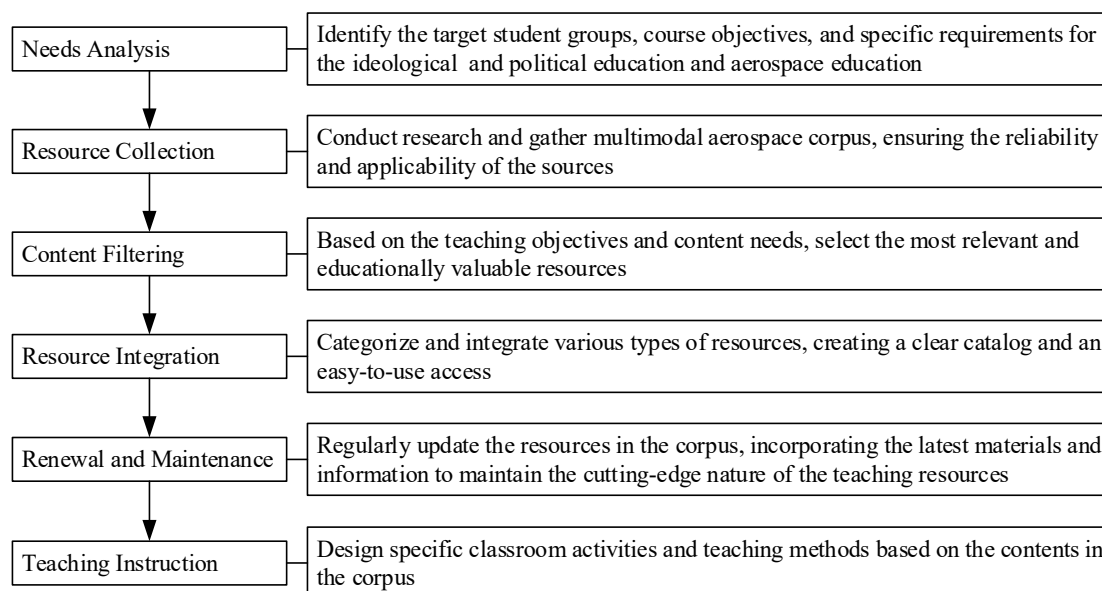 Needs Analysis
Identify the target student groups, course objectives, and specific requirements for
the ideological and political education and aerospace education
Resource Collection
Conduct research and gather multimodal aerospace corpus, ensuring the reliability
and applicability of the sources
Content Filtering
Based on the teaching objectives and content needs, select the most relevant and
educationally valuable resources
Resource Integration
Categorize and integrate various types of resources, creating a clear catalog and an
easy-to-use access
Renewal and Maintenance
Regularly update the resources in the corpus, incorporating the latest materials and
information to maintain the cutting-edge nature of the teaching resources
Teaching Instruction
Design specific classroom activities and teaching methods based on the contents in
the corpus